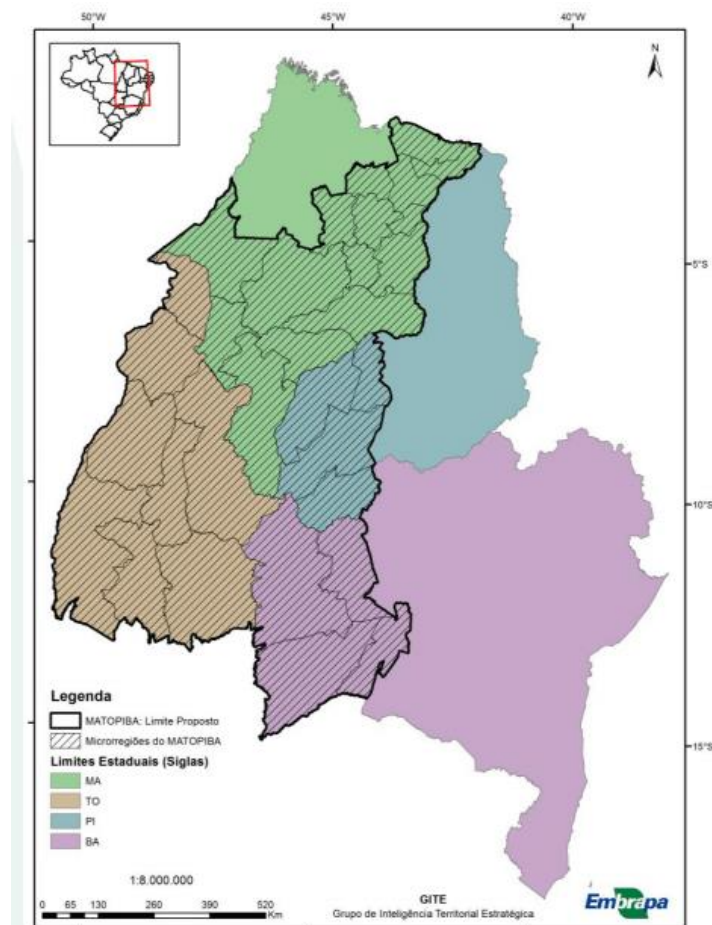 50°W 45°W 40°W
N
5°S
10°S
15°S
Legenda
MATOPIBA: Limite Proposto
Microrregiões do MATOPIBA
Limites Estaduais (Siglas)
MA
TO
PI
BA
1:8.000.000
0 65 130 260 390 520
Km
GITE
Grupo de Inteligência Territorial Estratégica
Embrapa